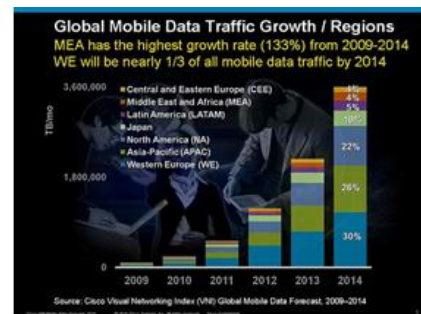 Global Mobile Data Traffic Growth / Regions
MEA has the highest growth rate (133%) from 2009-2014
WE will be nearly 1/3 of all mobile data traffic by 2014
3,600,000
Central and Eastern Europe (CEE)
Middle East and Africa (MEA)
Latin America (LATAM)
Japan
North America (NA)
Asia-Pacific (APAC)
Western Europe (WE)
TB/mo
1,800,000
0
4%
4%
5%
10%
22%
26%
30%
2009 2010 2011 2012 2013 2014
Source: Cisco Visual Networking Index (VNI) Global Mobile Data Forecast, 2009–2014